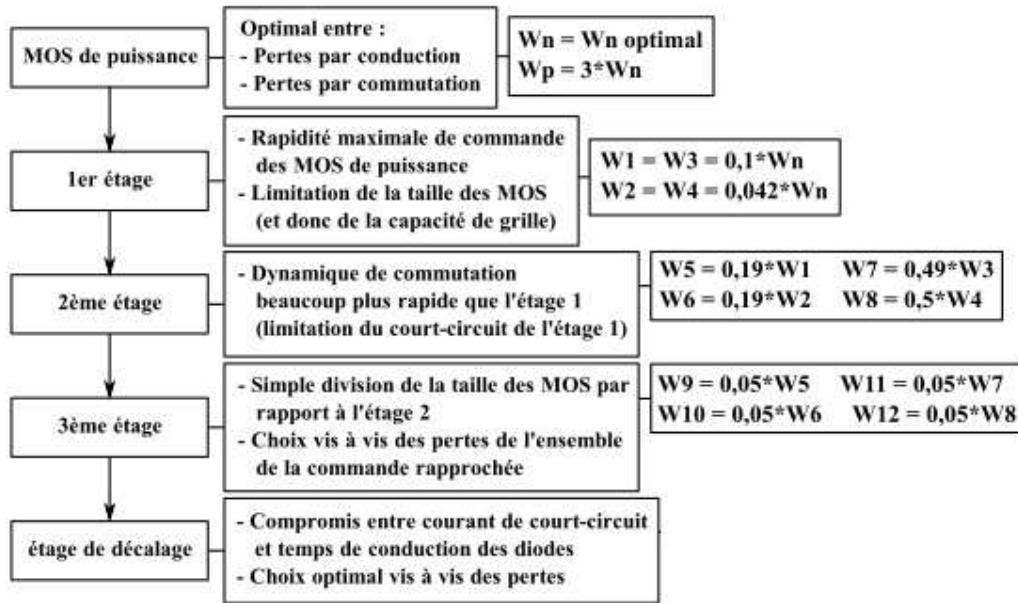 MOS de puissance
Optimal entre :
- Pertes par conduction
- Pertes par commutation
Wn = Wn optimal
Wp = 3*Wn
1er étage
- Rapidité maximale de commande
des MOS de puissance
- Limitation de la taille des MOS
(et donc de la capacité de grille)
W1 = W3 = 0,1*Wn
W2 = W4 = 0,042*Wn
2ème étage
- Dynamique de commutation
beaucoup plus rapide que l'étage 1
(limitation du court-circuit de l'étage 1)
W5 = 0,19*W1 W7 = 0,49*W3
W6 = 0,19*W2 W8 = 0,5*W4
3ème étage
- Simple division de la taille des MOS par
rapport à l'étage 2
- Choix vis à vis des pertes de l'ensemble
de la commande rapprochée
W9 = 0,05*W5 W11 = 0,05*W7
W10 = 0,05*W6 W12 = 0,05*W8
étage de décalage
- Compromis entre courant de court-circuit
et temps de conduction des diodes
- Choix optimal vis à vis des pertes